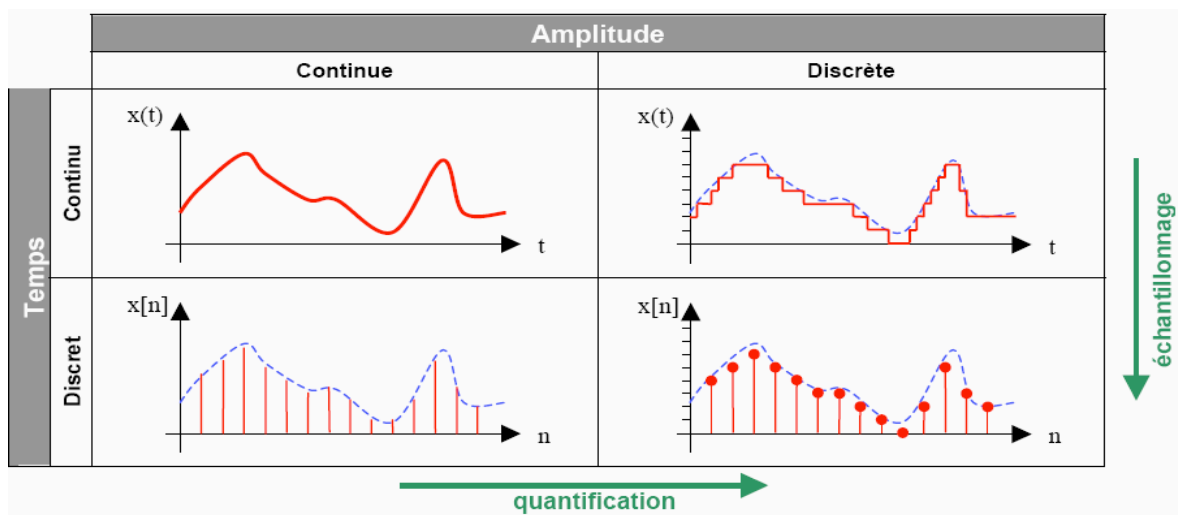 Amplitude
Continue
Discrète
Temps
Continu
x(t)
t
x(t)
t
échantillonnage
Discret
x[n]
n
x[n]
n
quantification